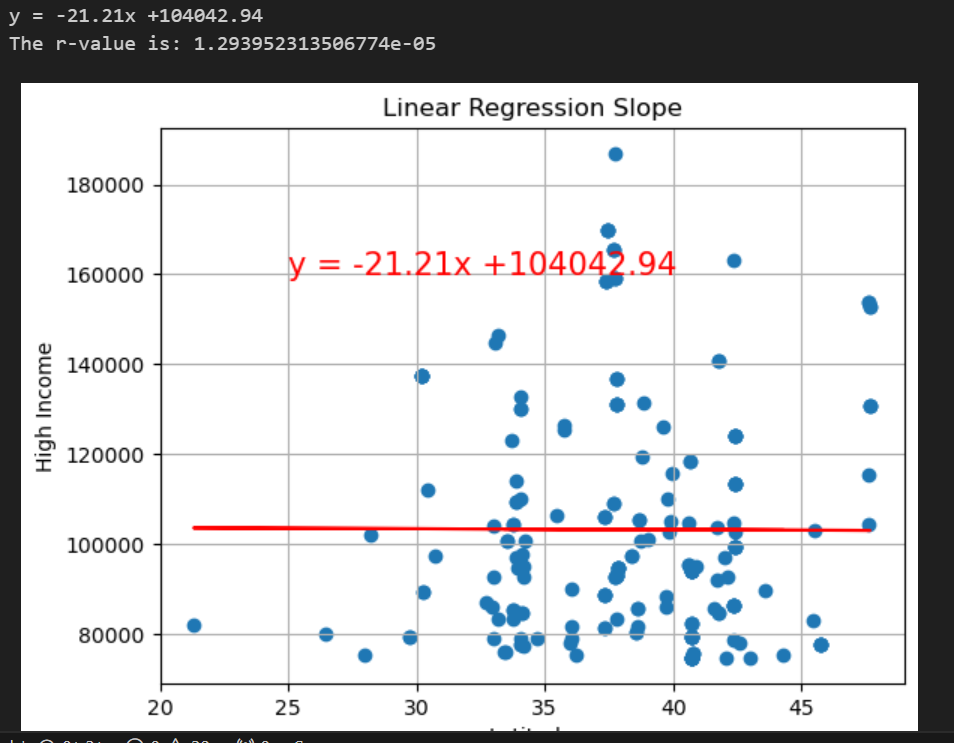 y = -21.21x +104042.94
The r-value is: 1.293952313506774e-05
Linear Regression Slope
180000
160000
140000
120000
100000
80000
High Income
y = -21.21x +104042.94
20 25 30 35 40 45